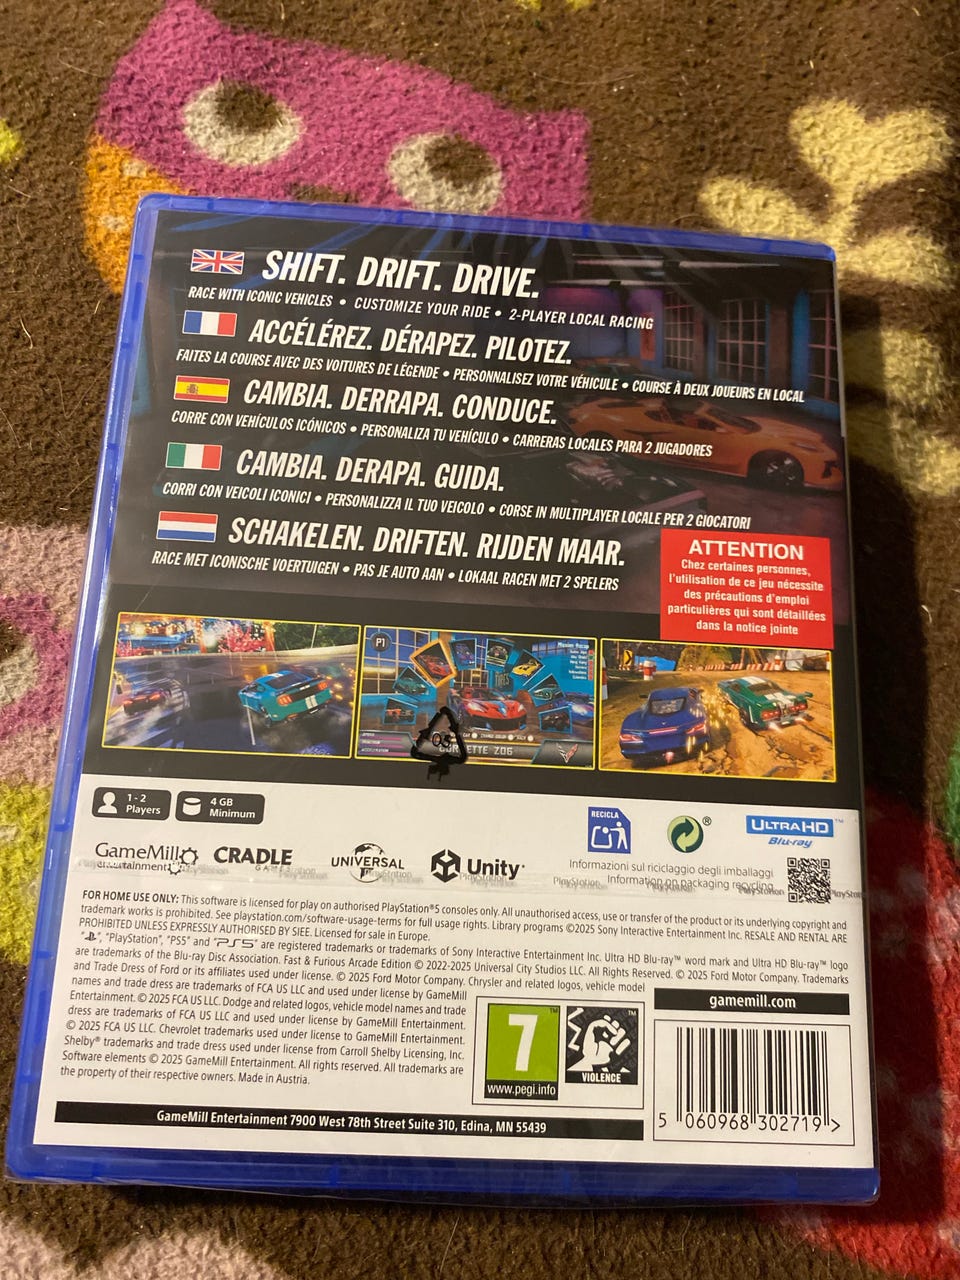 SHIFT. DRIFT. DRIVE.
RACE WITH ICONIC VEHICLES • CUSTOMIZE YOUR RIDE • 2-PLAYER LOCAL RACING
ACCÉLÉREZ. DÉRAPEZ. PILOTEZ.
FAITES LA COURSE AVEC DES VOITURES DE LÉGENDE • PERSONNALISEZ VOTRE VÉHICULE • COURSE À DEUX JOUEURS EN LOCAL
CAMBIA. DERRAPA. CONDUCE.
CORRE CON VEHÍCULOS ICÓNICOS • PERSONALIZA TU VEHÍCULO • CARRERAS LOCALES PARA 2 JUGADORES
CAMBIA. DERAPA. GUIDA.
CORRI CON VEICOLI ICONICI • PERSONALIZZA IL TUO VEICOLO • CORSE IN MULTIPLAYER LOCALE PER 2 GIOCATORI
SCHAKELEN. DRIFTEN. RIJDEN MAAR.
RACE MET ICONISCHE VOERTUIGEN • PAS JE AUTO AAN • LOKAAL RACEN MET 2 SPELERS
ATTENTION
Chez certaines personnes,
l'utilisation de ce jeu nécessite
des précautions d'emploi
particulières qui sont détaillées
dans la notice jointe
P1
CORVETTE Z06
1 - 2
Players
4 GB
Minimum
RECICLA
®
ULTRA HD™
Blu-ray
GameMill
entertainment
CRADLE
GAMES
UNIVERSAL
Unity®
Informazioni sul riciclaggio degli imballaggi
Information on packaging recycling
FOR HOME USE ONLY: This software is licensed for play on authorised PlayStation®5 consoles only. All unauthorised access, use or transfer of the product or its underlying copyright and
trademark works is prohibited. See playstation.com/software-usage-terms for full usage rights. Library programs ©2025 Sony Interactive Entertainment Inc. RESALE AND RENTAL ARE
PROHIBITED UNLESS EXPRESSLY AUTHORISED BY SIEE. Licensed for sale in Europe.
"PlayStation", "PS5" and "PS5" are registered trademarks or trademarks of Sony Interactive Entertainment Inc. Ultra HD Blu-ray™ word mark and Ultra HD Blu-ray™ logo
are trademarks of the Blu-ray Disc Association. Fast & Furious Arcade Edition © 2022-2025 Universal City Studios LLC. All Rights Reserved. © 2025 Ford Motor Company. Trademarks
and Trade Dress of Ford or its affiliates used under license. © 2025 Ford Motor Company. Chrysler and related logos, vehicle model
names and trade dress are trademarks of FCA US LLC and used under license by GameMill
Entertainment. © 2025 FCA US LLC. Dodge and related logos, vehicle model names and trade
dress are trademarks of FCA US LLC and used under license by GameMill Entertainment.
© 2025 FCA US LLC. Chevrolet trademarks used under license to GameMill Entertainment.
Shelby® trademarks and trade dress used under license from Carroll Shelby Licensing, Inc.
Software elements © 2025 GameMill Entertainment. All rights reserved. All trademarks are
the property of their respective owners. Made in Austria.
7
www.pegi.info
VIOLENCE
gamemill.com
5 060968 302719 >
GameMill Entertainment 7900 West 78th Street Suite 310, Edina, MN 55439